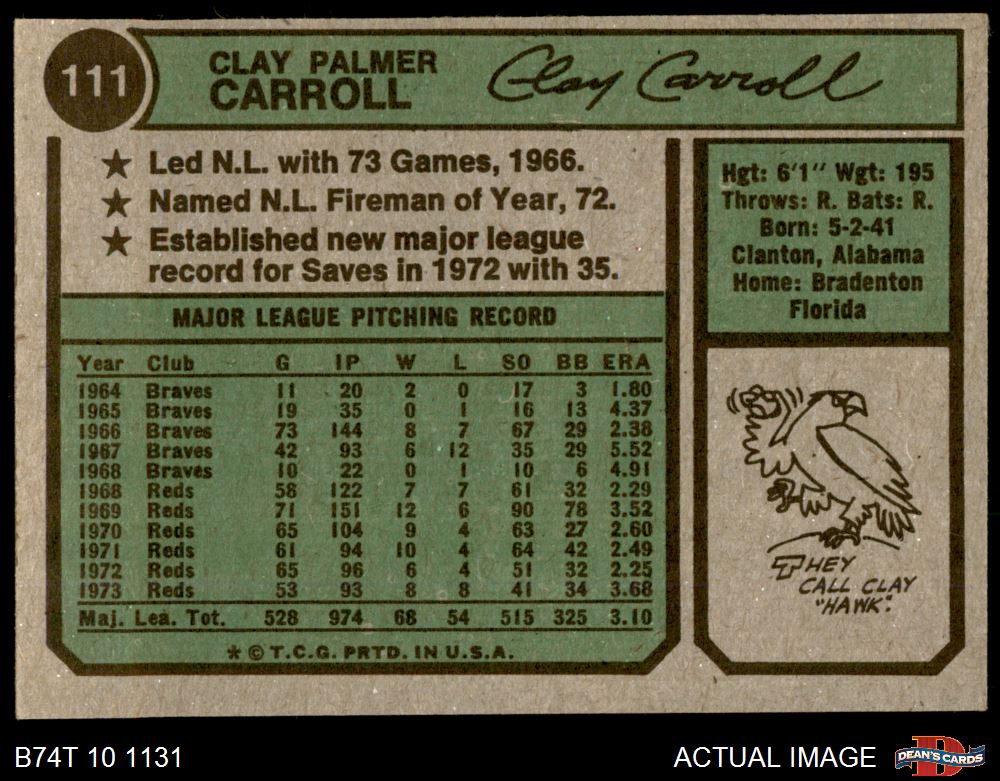 111
CLAY PALMER
CARROLL
Clay Carroll
★ Led N.L. with 73 Games, 1966.
★ Named N.L. Fireman of Year, 72.
★ Established new major league
record for Saves in 1972 with 35.
Hgt: 6'1" Wgt: 195
Throws: R. Bats: R.
Born: 5-2-41
Clanton, Alabama
Home: Bradenton
Florida
MAJOR LEAGUE PITCHING RECORD
Year Club G IP W L SO BB ERA
1964 Braves 11 20 2 0 17 3 1.80
1965 Braves 19 35 0 1 16 13 4.37
1966 Braves 73 144 8 7 67 29 2.38
1967 Braves 42 93 6 12 35 29 5.52
1968 Braves 10 22 0 1 10 6 4.91
1968 Reds 58 122 7 7 61 32 2.29
1969 Reds 71 151 12 6 90 78 3.52
1970 Reds 65 104 9 4 63 27 2.60
1971 Reds 61 94 10 4 64 42 2.49
1972 Reds 65 96 6 4 51 32 2.25
1973 Reds 53 93 8 8 41 34 3.68
Maj. Lea. Tot. 528 974 68 54 515 325 3.10
* © T.C.G. PRTD. IN U.S.A.
THEY
CALL CLAY
"HAWK".
B74T 10 1131
ACTUAL IMAGE
D
DEAN'S CARDS